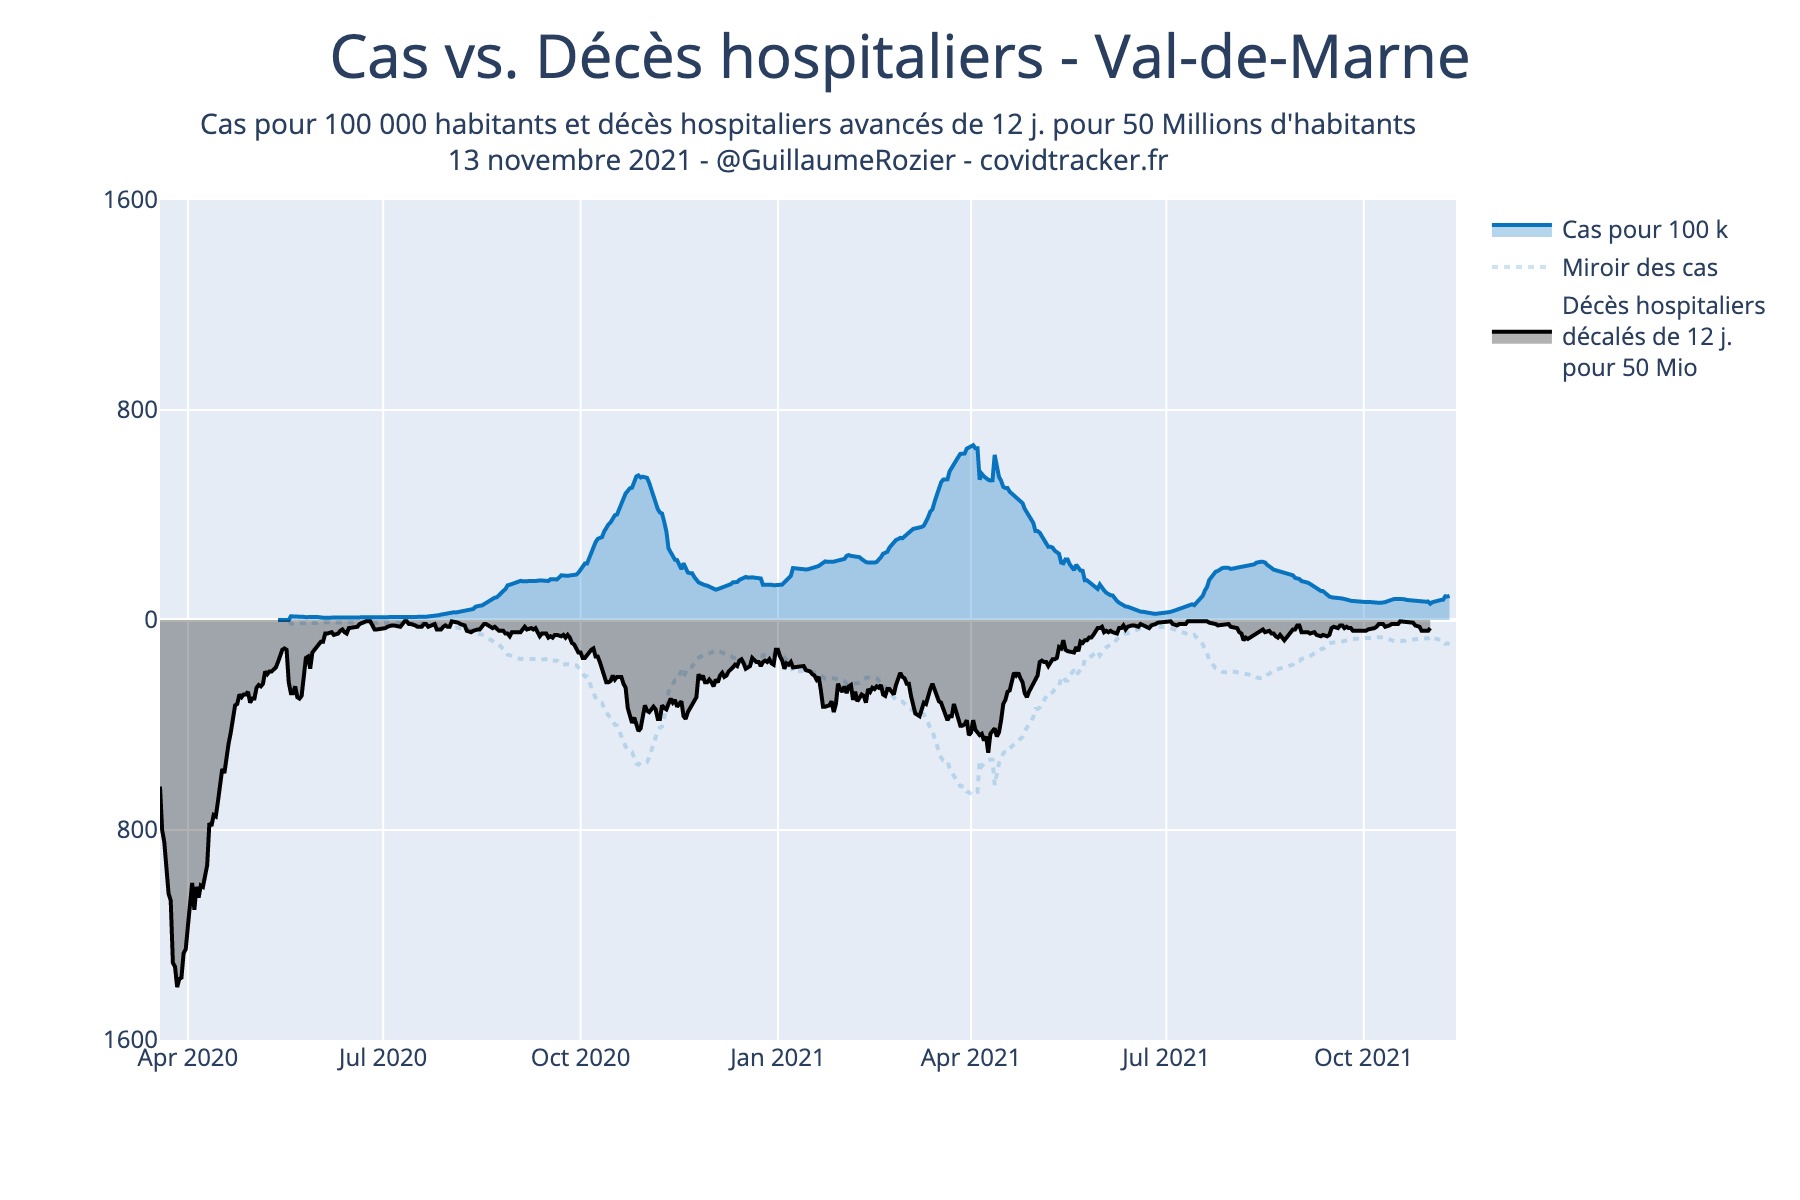 Cas vs. Décès hospitaliers - Val-de-Marne
Cas pour 100 000 habitants et décès hospitaliers avancés de 12 j. pour 50 Millions d'habitants
13 novembre 2021 - @GuillaumeRozier - covidtracker.fr
1600
800
0
800
1600
Apr 2020
Jul 2020
Oct 2020
Jan 2021
Apr 2021
Jul 2021
Oct 2021
Cas pour 100 k
Miroir des cas
Décès hospitaliers
décalés de 12 j.
pour 50 Mio